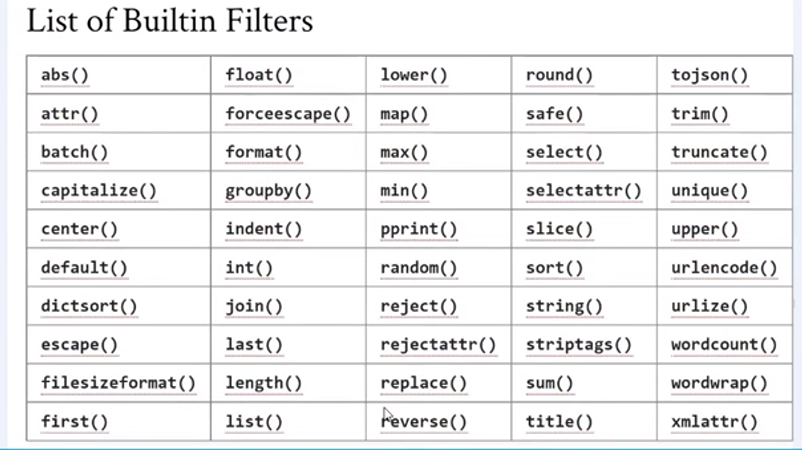 List of Builtin Filters
abs() float() lower() round() tojson()
attr() forceescape() map() safe() trim()
batch() format() max() select() truncate()
capitalize() groupby() min() selectattr() unique()
center() indent() pprint() slice() upper()
default() int() random() sort() urlencode()
dictsort() join() reject() string() urlize()
escape() last() rejectattr() striptags() wordcount()
filesizeformat() length() replace() sum() wordwrap()
first() list() reverse() title() xmlattr()